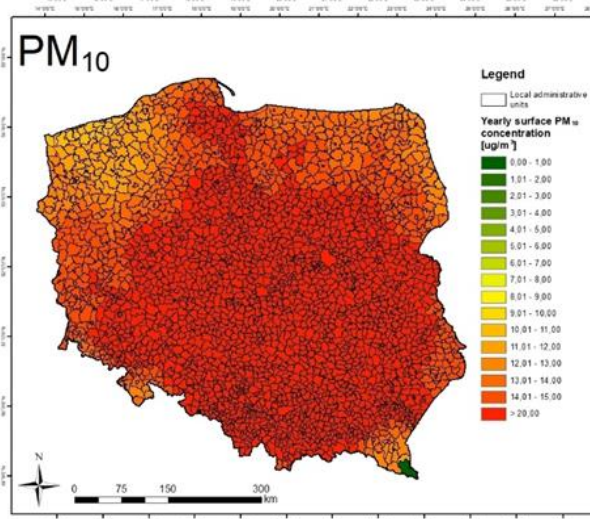 PM₁₀
Legend
Local administrative
units
Yearly surface PM₁₀
concentration
[ug/m³]
0,00 - 1,00
1,01 - 2,00
2,01 - 3,00
3,01 - 4,00
4,01 - 5,00
5,01 - 6,00
6,01 - 7,00
7,01 - 8,00
8,01 - 9,00
9,01 - 10,00
10,01 - 11,00
11,01 - 12,00
12,01 - 13,00
13,01 - 14,00
14,01 - 15,00
> 20,00
N
0 75 150 300
km